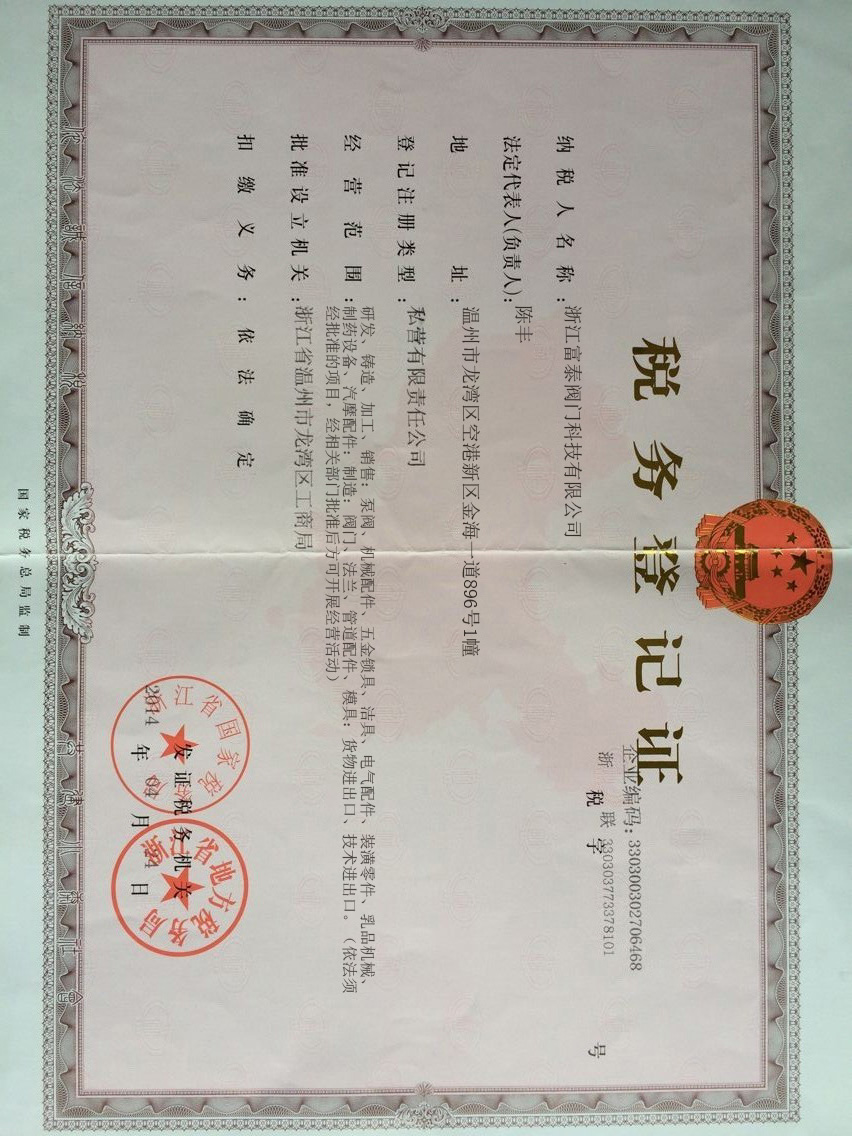 税务登记证
企业编码：330300302706468
浙 联 330303773378101
税 字 号
纳税人名称：浙江富泰阀门科技有限公司
法定代表人(负责人)：陈丰
地址：温州市龙湾区空港新区金海一道896号1幢
登记注册类型：私营有限责任公司
经营范围：研发、铸造、加工、销售：泵阀、机械配件、五金锁具、洁具、电气配件、装潢零件、乳品机械、
制药设备、汽摩配件；制造：阀门、法兰、管道配件、模具；货物进出口、技术进出口。（依法须
经批准的项目，经相关部门批准后方可开展经营活动）
批准设立机关：浙江省温州市龙湾区工商局
扣缴义务：依法确定
发证税务机关
2014 年 04 月 24 日
国家税务总局监制